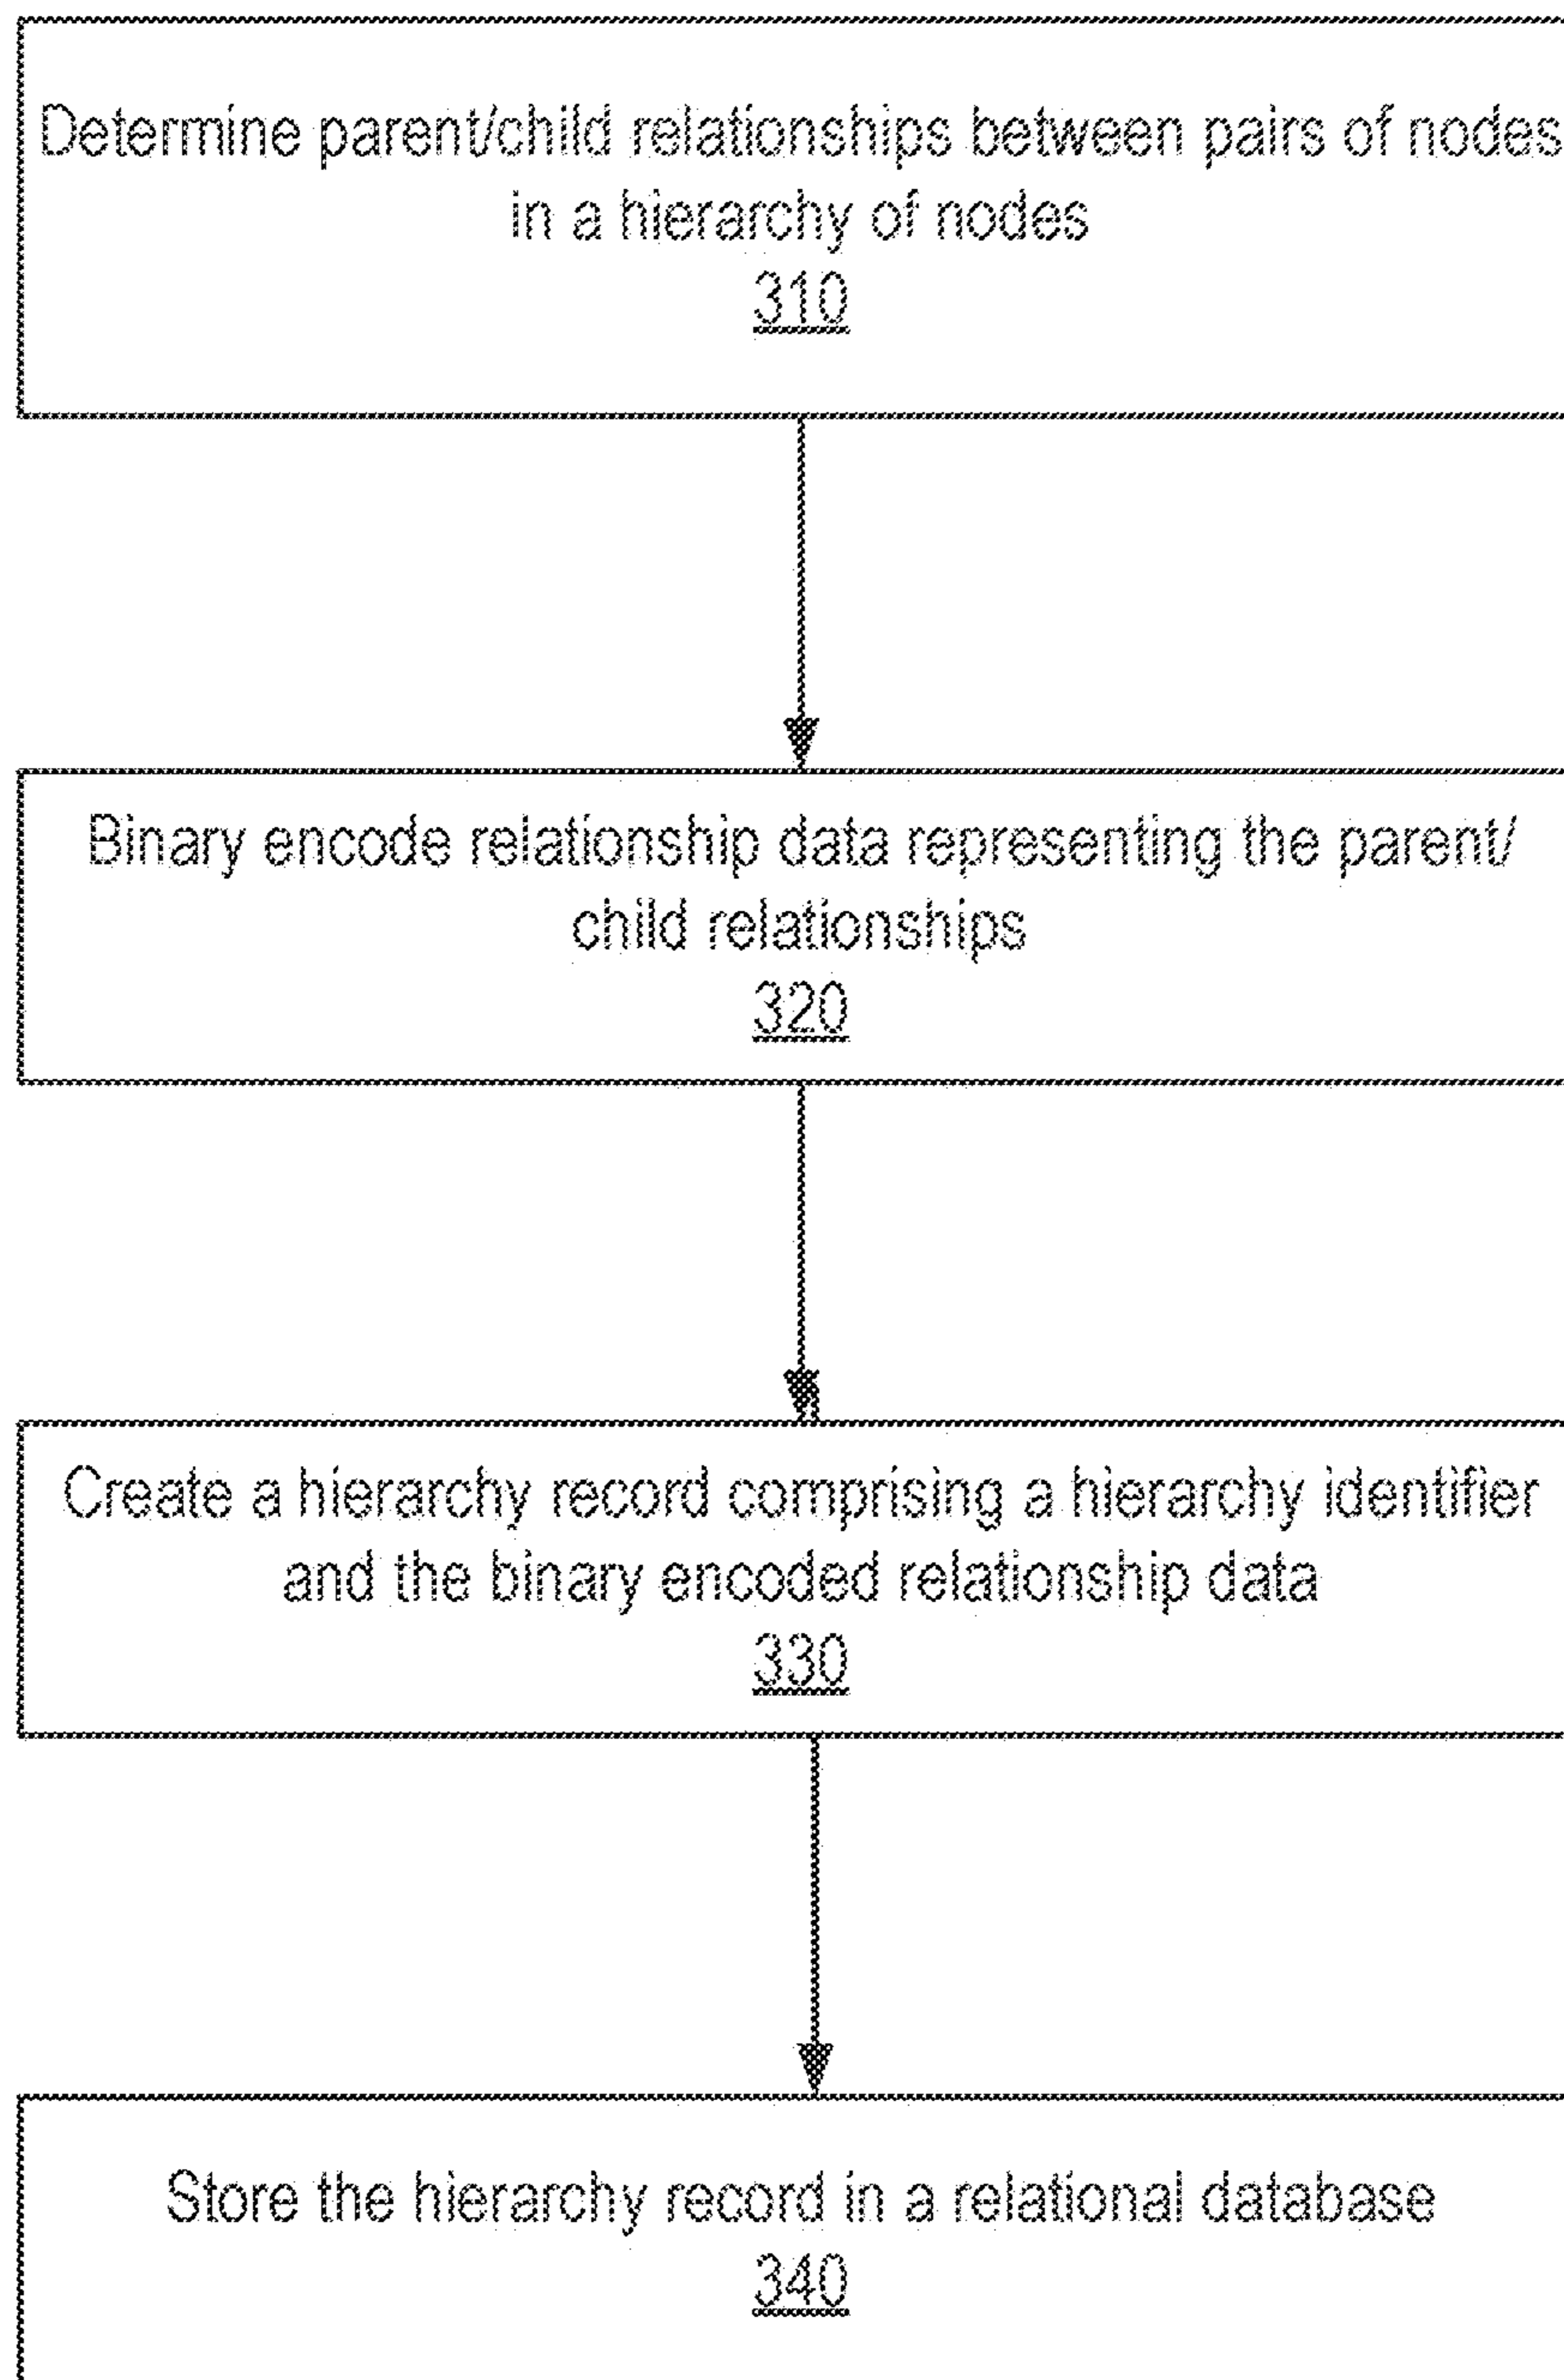 Determine parent/child relationships between pairs of nodes
in a hierarchy of nodes
310
Binary encode relationship data representing the parent/
child relationships
320
Create a hierarchy record comprising a hierarchy identifier
and the binary encoded relationship data
330
Store the hierarchy record in a relational database
340